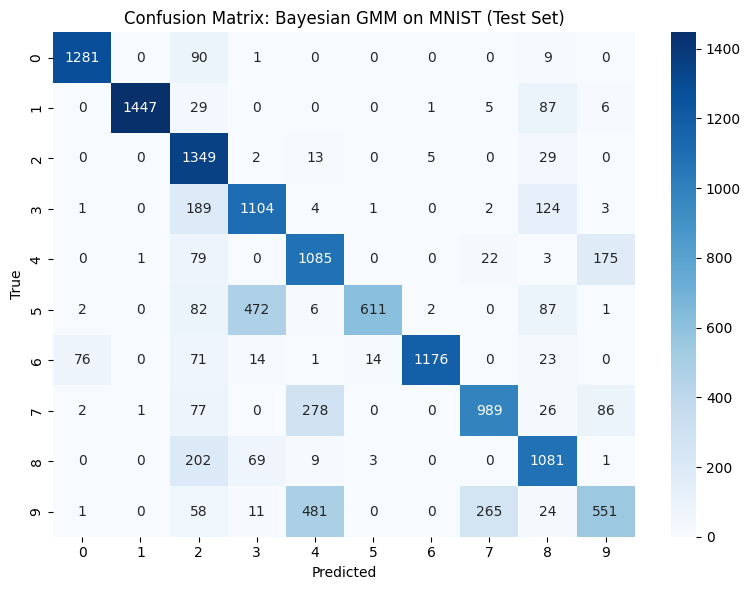 Confusion Matrix: Bayesian GMM on MNIST (Test Set)
0 1281 0 90 1 0 0 0 0 9 0
1 0 1447 29 0 0 0 1 5 87 6
2 0 0 1349 2 13 0 5 0 29 0
3 1 0 189 1104 4 1 0 2 124 3
4 0 1 79 0 1085 0 0 22 3 175
5 2 0 82 472 6 611 2 0 87 1
6 76 0 71 14 1 14 1176 0 23 0
7 2 1 77 0 278 0 0 989 26 86
8 0 0 202 69 9 3 0 0 1081 1
9 1 0 58 11 481 0 0 265 24 551
0 1 2 3 4 5 6 7 8 9
Predicted
True
1400
1200
1000
800
600
400
200
0